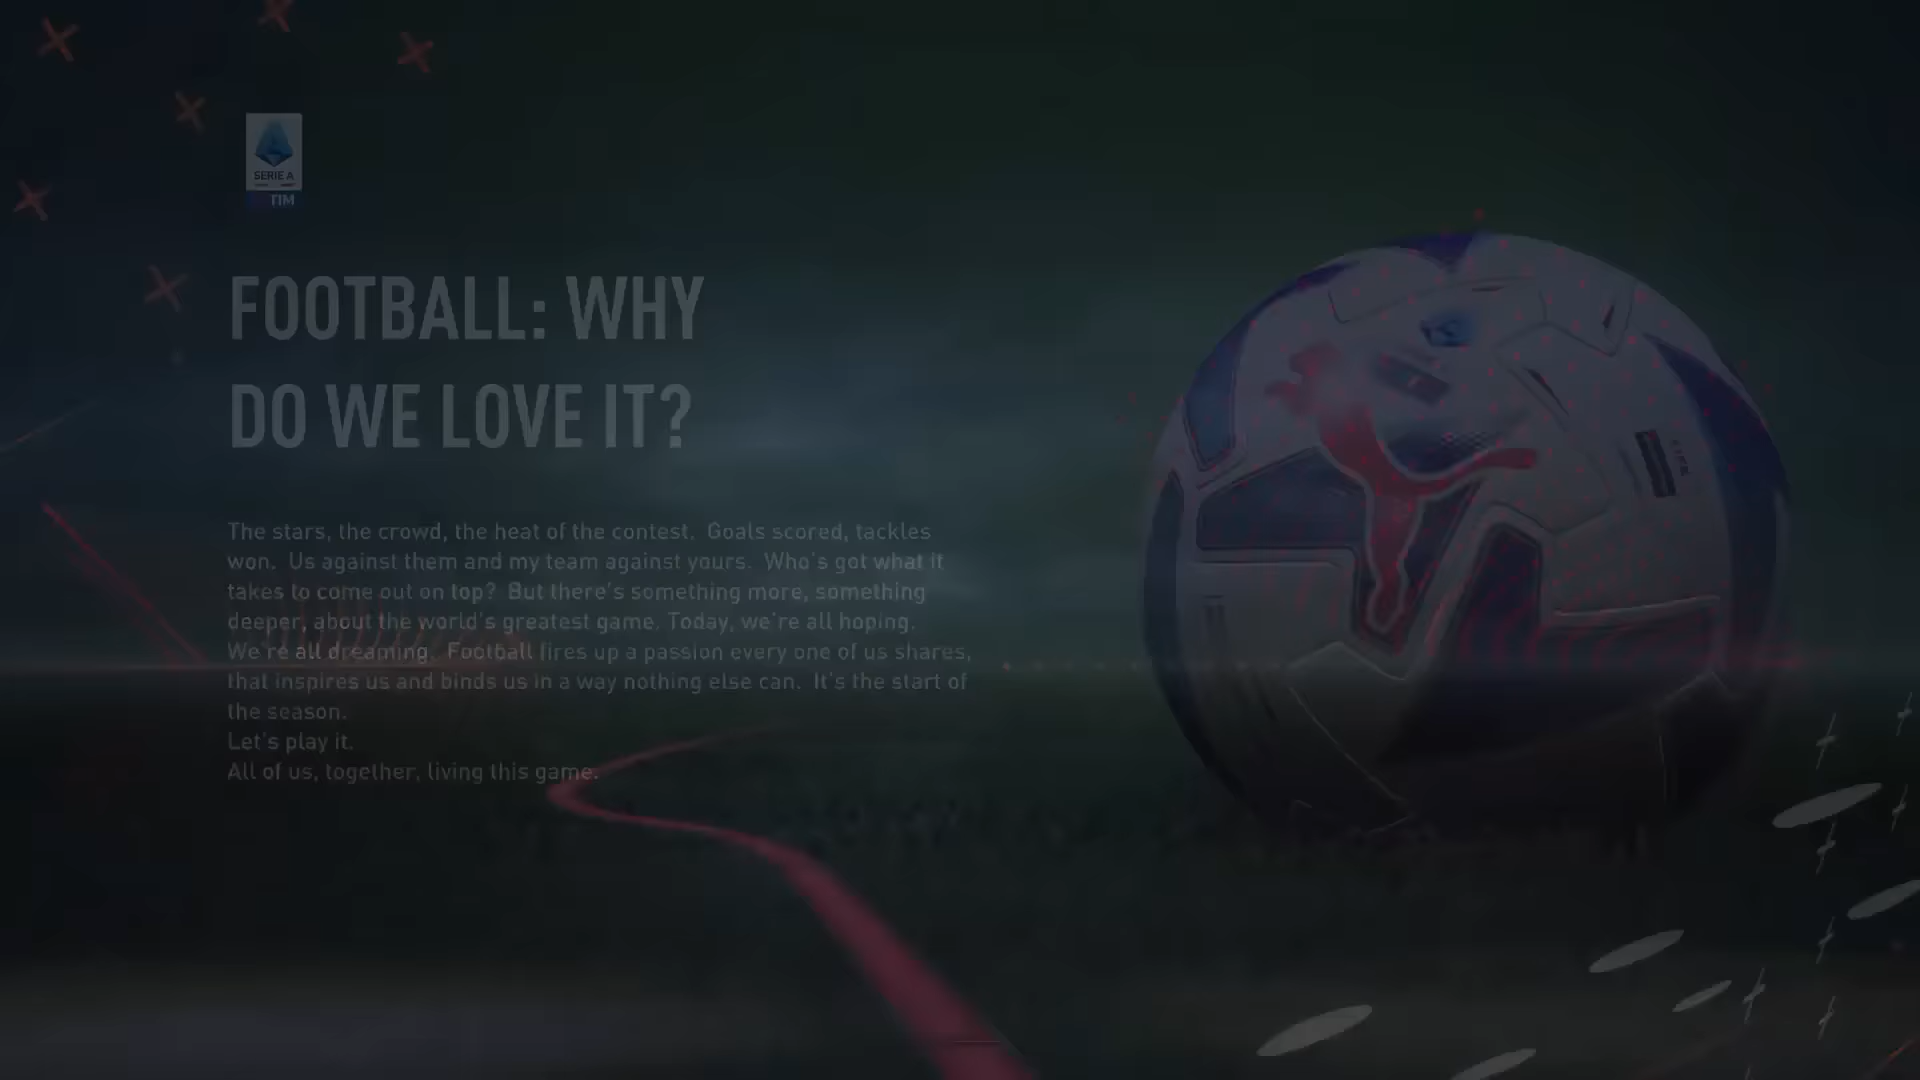 SERIE A
TIM
FOOTBALL: WHY
DO WE LOVE IT?
The stars, the crowd, the heat of the contest.  Goals scored, tackles
won.  Us against them and my team against yours.  Who's got what it
takes to come out on top?  But there's something more, something
deeper, about the world's greatest game. Today, we're all hoping.
We're all dreaming.  Football fires up a passion every one of us shares,
that inspires us and binds us in a way nothing else can.  It's the start of
the season.
Let's play it.
All of us, together, living this game.